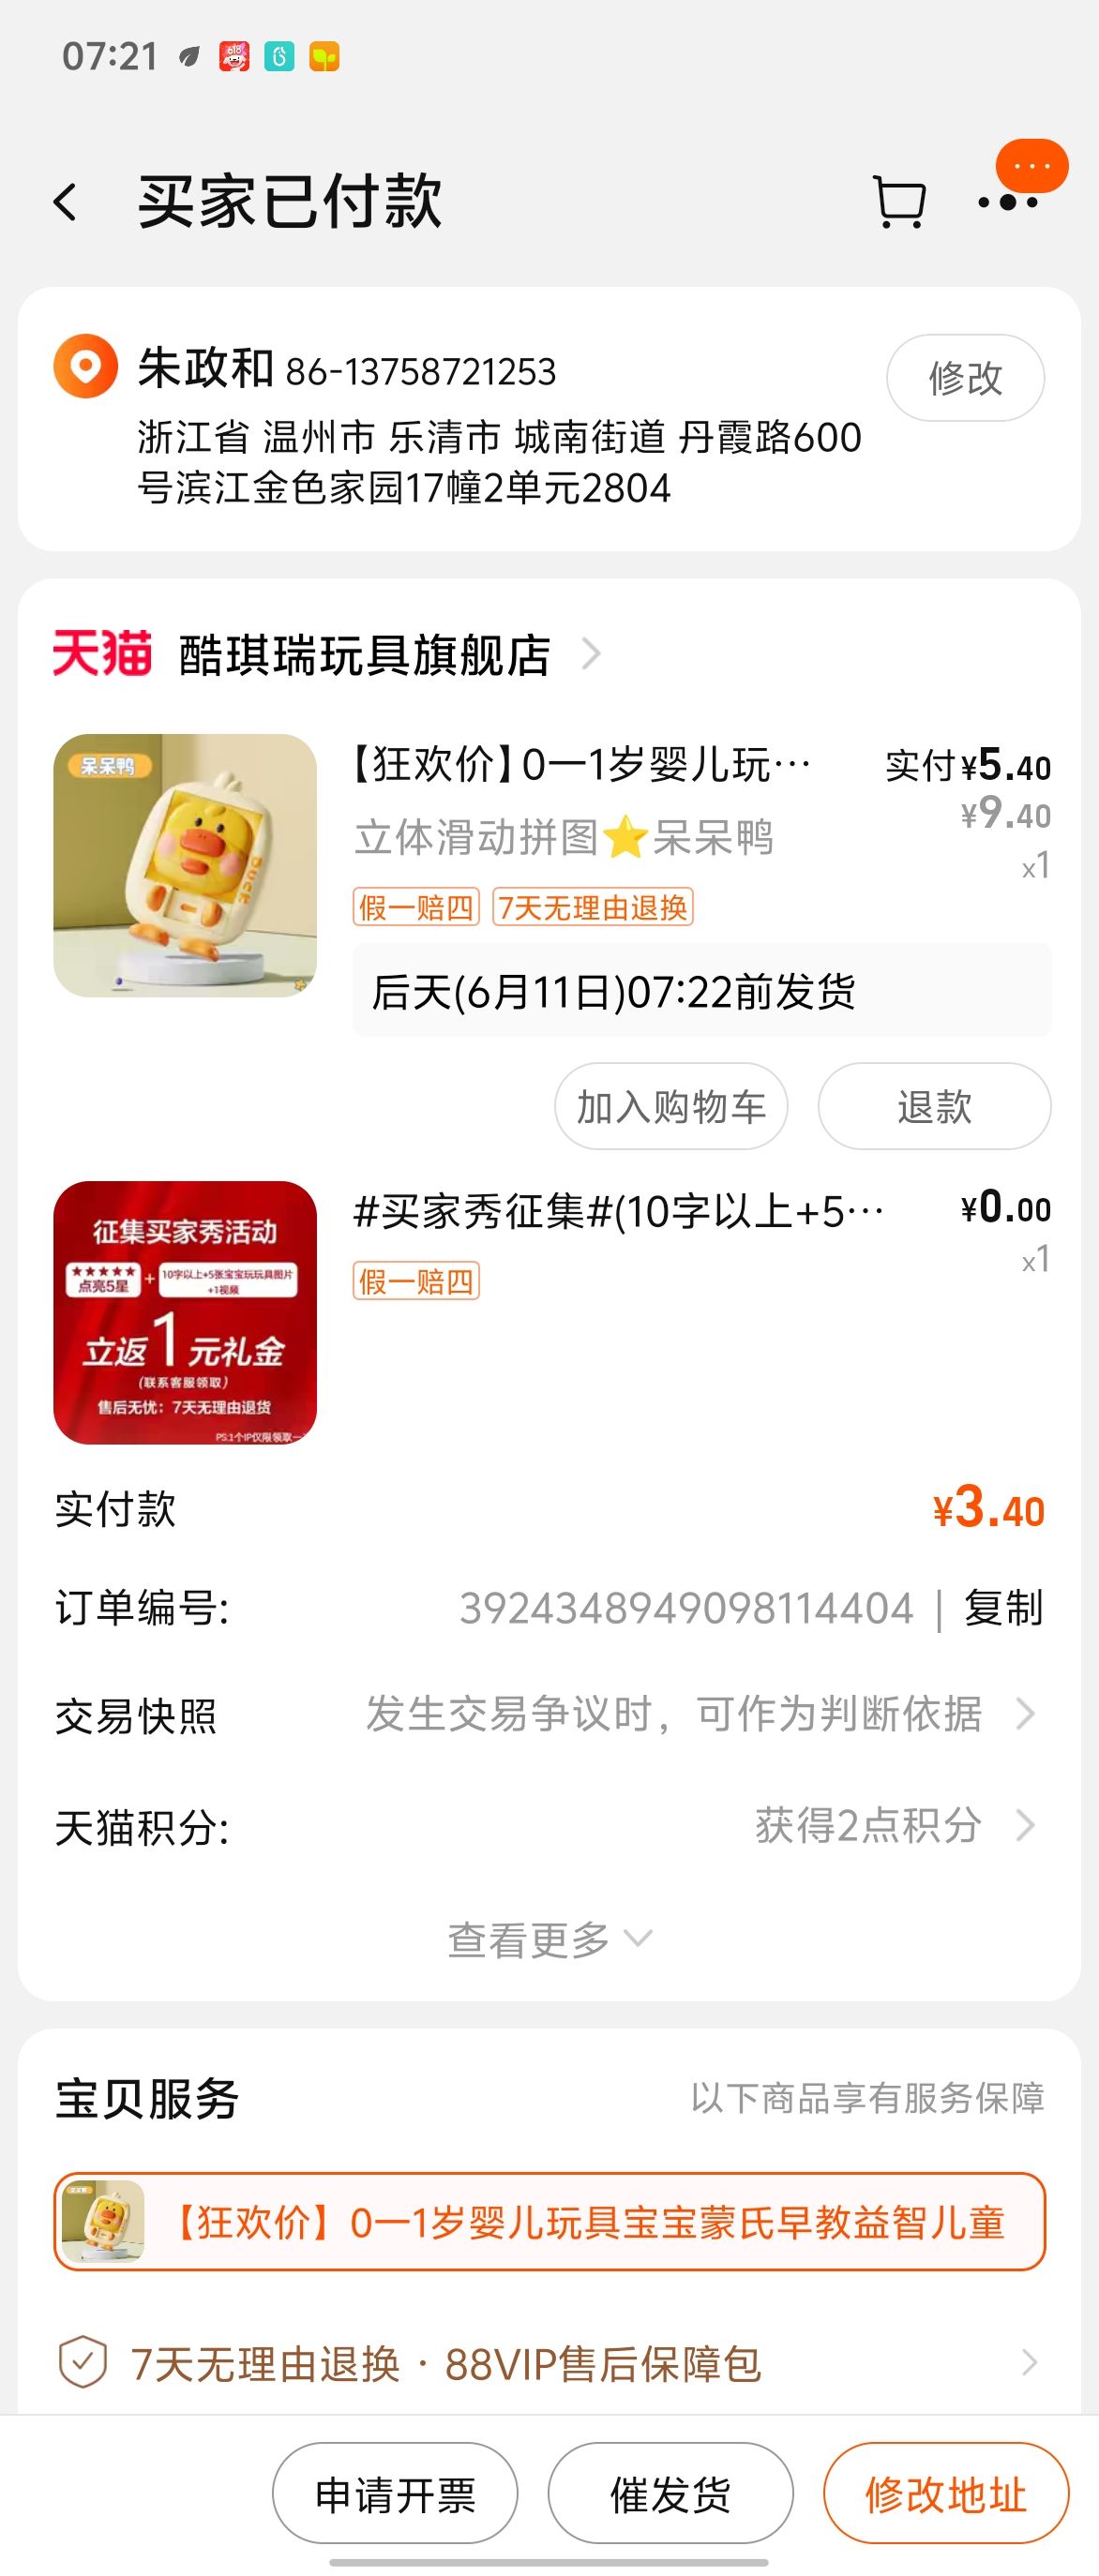 07:21
买家已付款
朱政和 86-13758721253
修改
浙江省 温州市 乐清市 城南街道 丹霞路600
号滨江金色家园17幢2单元2804
天猫 酷琪瑞玩具旗舰店
呆呆鸭
DUCK
【狂欢价】0一1岁婴儿玩… 实付¥5.40
立体滑动拼图⭐呆呆鸭 ¥9.40
x1
假一赔四 7天无理由退换
后天(6月11日)07:22前发货
加入购物车 退款
征集买家秀活动
★★★★★
点亮5星
+
10字以上+5张宝宝玩玩具图片
+1视频
立返1元礼金
(联系客服领取)
售后无忧：7天无理由退货
PS:1个IP仅限领取一
#买家秀征集#(10字以上+5… ¥0.00
x1
假一赔四
实付款 ¥3.40
订单编号: 3924348949098114404 | 复制
交易快照 发生交易争议时，可作为判断依据
天猫积分: 获得2点积分
查看更多
宝贝服务 以下商品享有服务保障
【狂欢价】0一1岁婴儿玩具宝宝蒙氏早教益智儿童
7天无理由退换 · 88VIP售后保障包
申请开票 催发货 修改地址